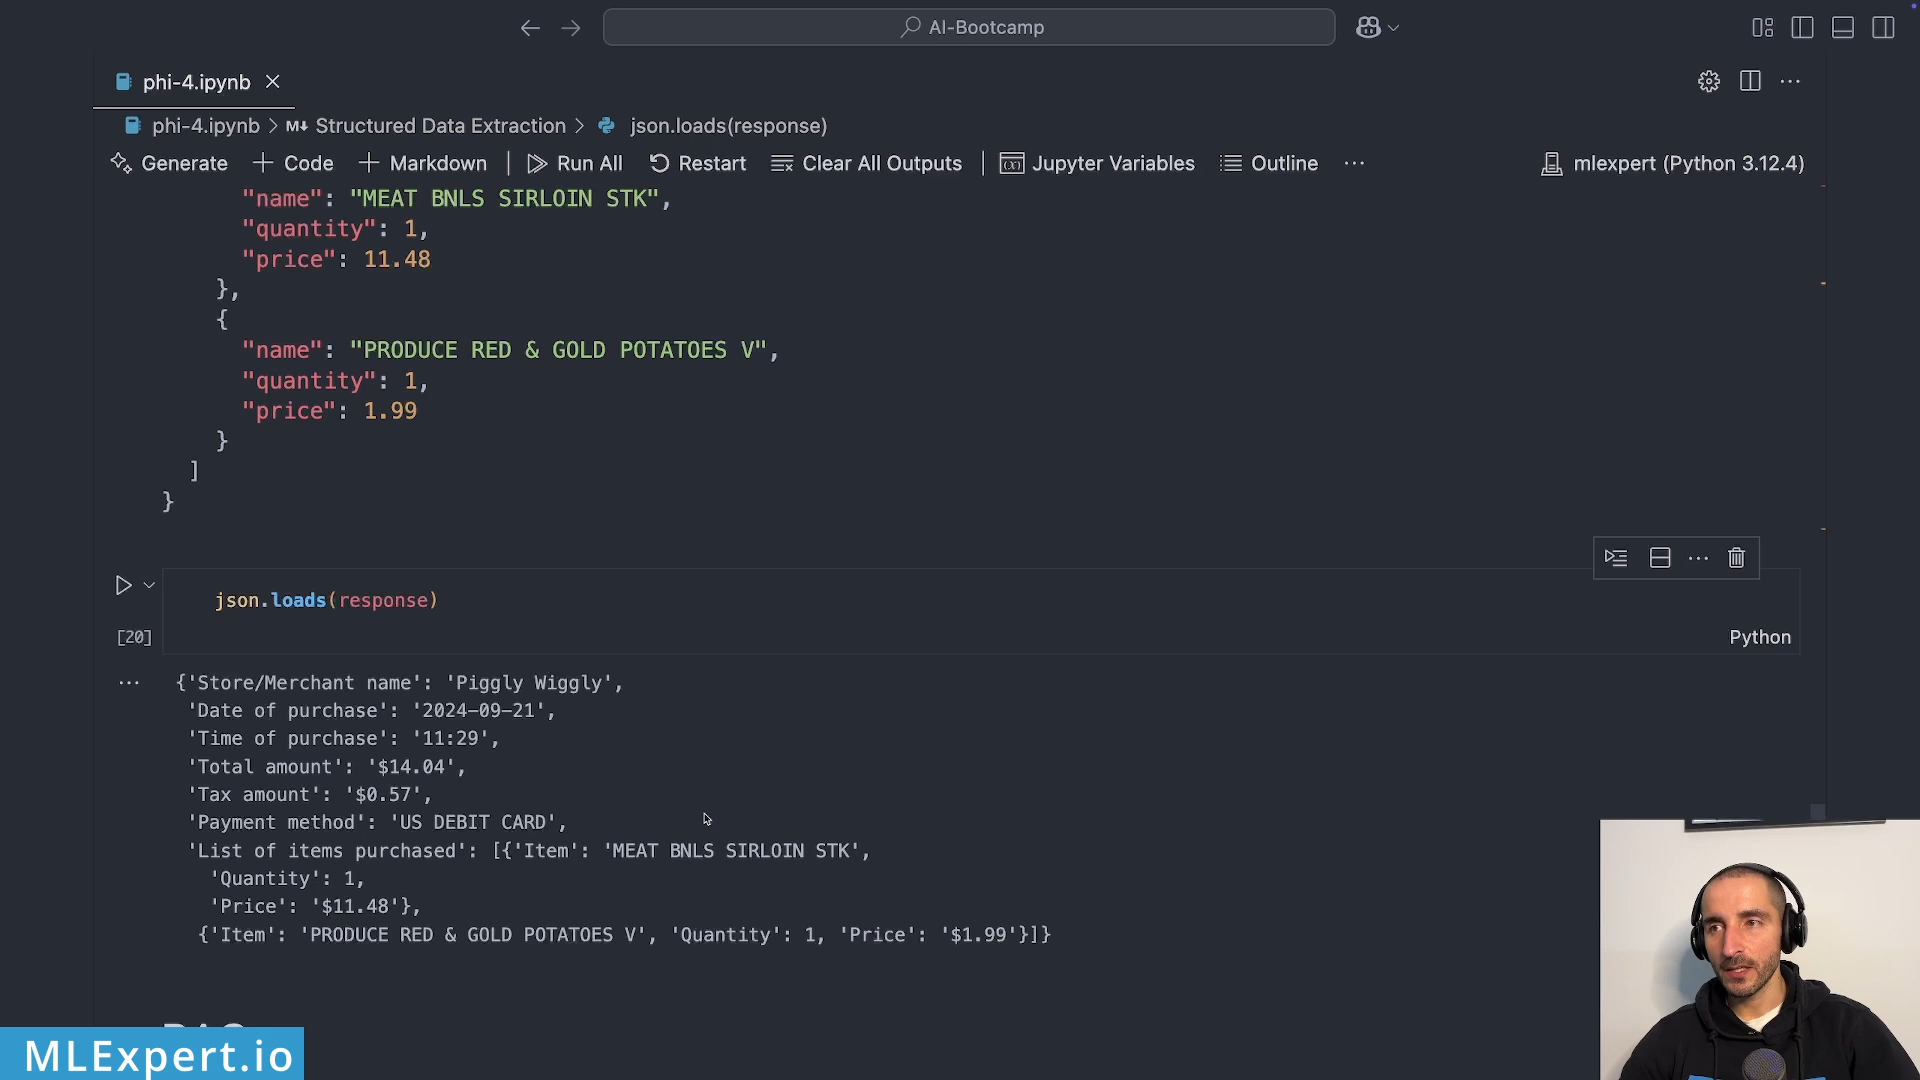 AI-Bootcamp
phi-4.ipynb
phi-4.ipynb > M↓ Structured Data Extraction > json.loads(response)
Generate + Code + Markdown | Run All Restart Clear All Outputs | Jupyter Variables Outline ··· mlexpert (Python 3.12.4)
"name": "MEAT BNLS SIRLOIN STK",
"quantity": 1,
"price": 11.48
},
{
"name": "PRODUCE RED & GOLD POTATOES V",
"quantity": 1,
"price": 1.99
}
]
}
json.loads(response)
[20]
Python
{'Store/Merchant name': 'Piggly Wiggly',
'Date of purchase': '2024-09-21',
'Time of purchase': '11:29',
'Total amount': '$14.04',
'Tax amount': '$0.57',
'Payment method': 'US DEBIT CARD',
'List of items purchased': [{'Item': 'MEAT BNLS SIRLOIN STK',
'Quantity': 1,
'Price': '$11.48'},
{'Item': 'PRODUCE RED & GOLD POTATOES V', 'Quantity': 1, 'Price': '$1.99'}]}
MLExpert.io